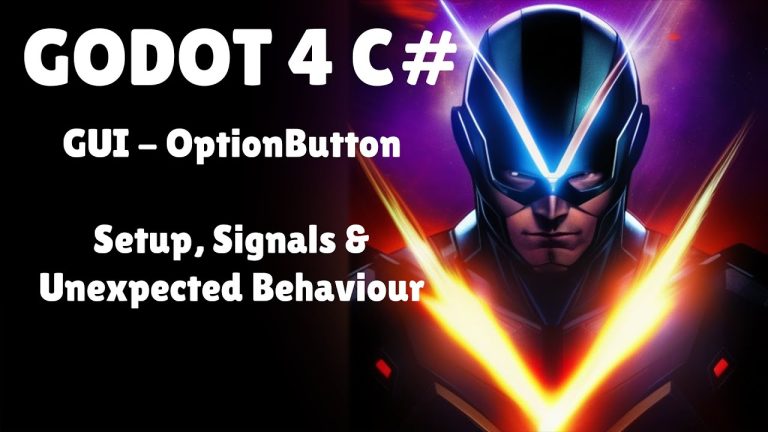 GODOT 4 C#
GUI - OptionButton
Setup, Signals &
Unexpected Behaviour